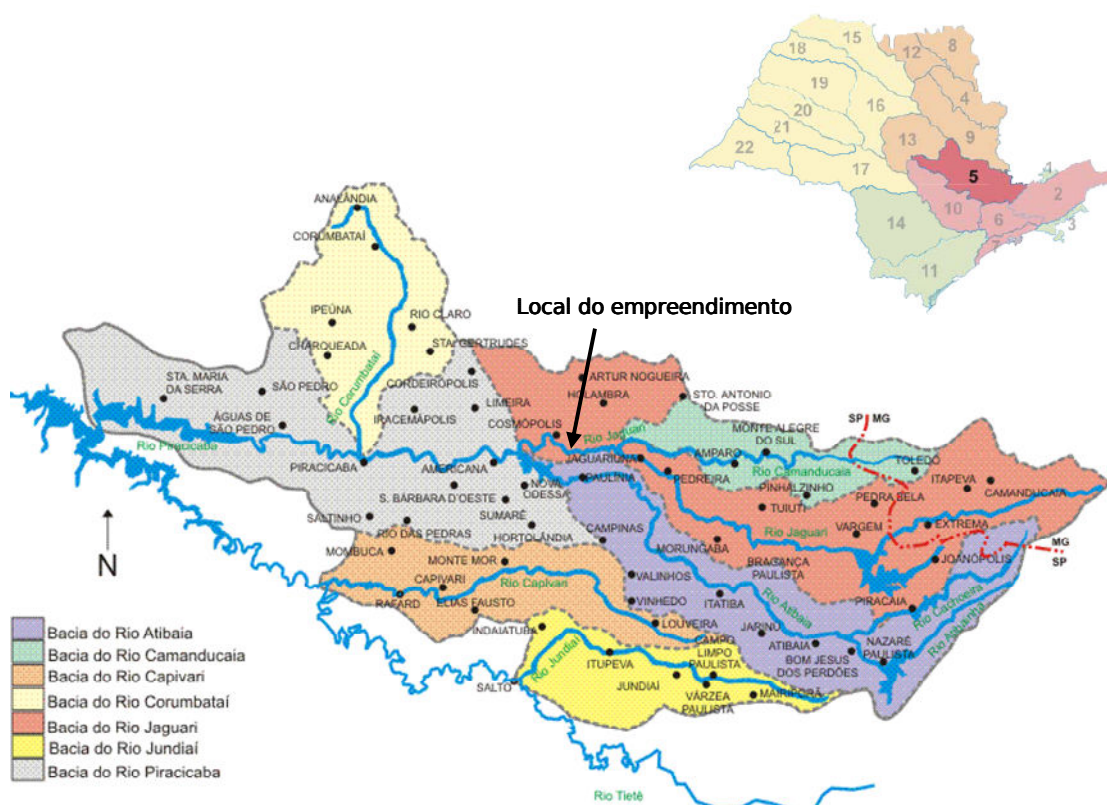 15
8
18
12
19
4
16
20
21
13
9
22
17
5
1
2
10
6
3
14
7
11
ANALÂNDIA
CORUMBATAÍ
Local do empreendimento
IPEÚNA
RIO CLARO
CHARQUEADA
STA. GERTRUDES
Rio Corumbataí
STA. MARIA
DA SERRA
SÃO PEDRO
CORDEIRÓPOLIS
ARTUR NOGUEIRA
HOLAMBRA
STO. ANTONIO
DA POSSE
ÁGUAS DE
SÃO PEDRO
IRACEMÁPOLIS
LIMEIRA
COSMÓPOLIS
Rio Jaguari
MONTE ALEGRE
DO SUL
SP
MG
Rio Piracicaba
PIRACICABA
AMERICANA
JAGUARIÚNA
AMPARO
Rio Camanducaia
TOLEDO
ITAPEVA
NOVA
ODESSA
PAULÍNIA
PEDREIRA
PINHALZINHO
PEDRA BELA
CAMANDUCAIA
S. BÁRBARA D'OESTE
TUIUTI
SALTINHO
RIO DAS PEDRAS
SUMARÉ
CAMPINAS
VARGEM
EXTREMA
N
HORTOLÂNDIA
MORUNGABA
Rio Jaguari
MG
SP
MOMBUCA
MONTE MOR
BRAGANÇA
PAULISTA
JOANÓPOLIS
CAPIVARI
Rio Capivari
VALINHOS
RAFARD
ELIAS FAUSTO
VINHEDO
ITATIBA
Rio Atibaia
PIRACAIA
Rio Cachoeira
Rio Atibainha
INDAIATUBA
LOUVEIRA
JARINU
ATIBAIA
NAZARÉ
PAULISTA
Rio Jundiaí
ITUPEVA
CAMPO
LIMPO
PAULISTA
BOM JESUS
DOS PERDÕES
SALTO
JUNDIAÍ
VÁRZEA
PAULISTA
MAIRIPORÃ
Bacia do Rio Atibaia
Bacia do Rio Camanducaia
Bacia do Rio Capivari
Bacia do Rio Corumbataí
Bacia do Rio Jaguari
Bacia do Rio Jundiaí
Bacia do Rio Piracicaba
Rio Tietê